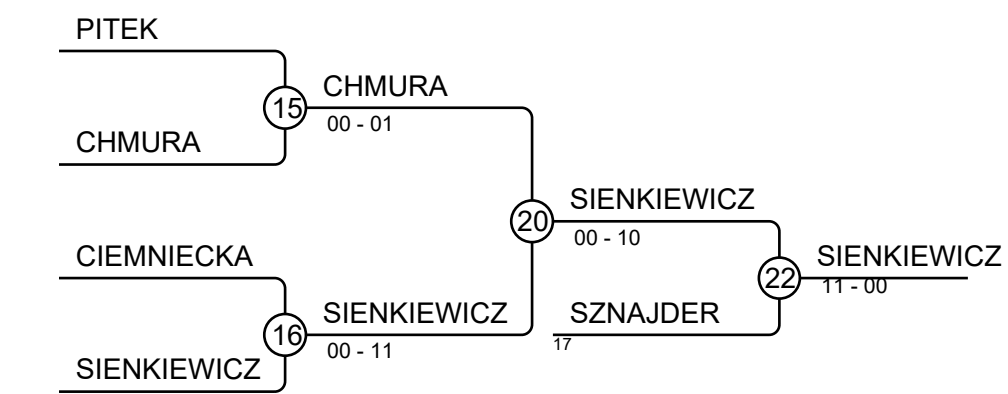 PITEK
15
CHMURA
00 - 01
CHMURA
20
SIENKIEWICZ
00 - 10
CIEMNIECKA
16
SIENKIEWICZ
00 - 11
SIENKIEWICZ
SZNAJDER
17
22
SIENKIEWICZ
11 - 00